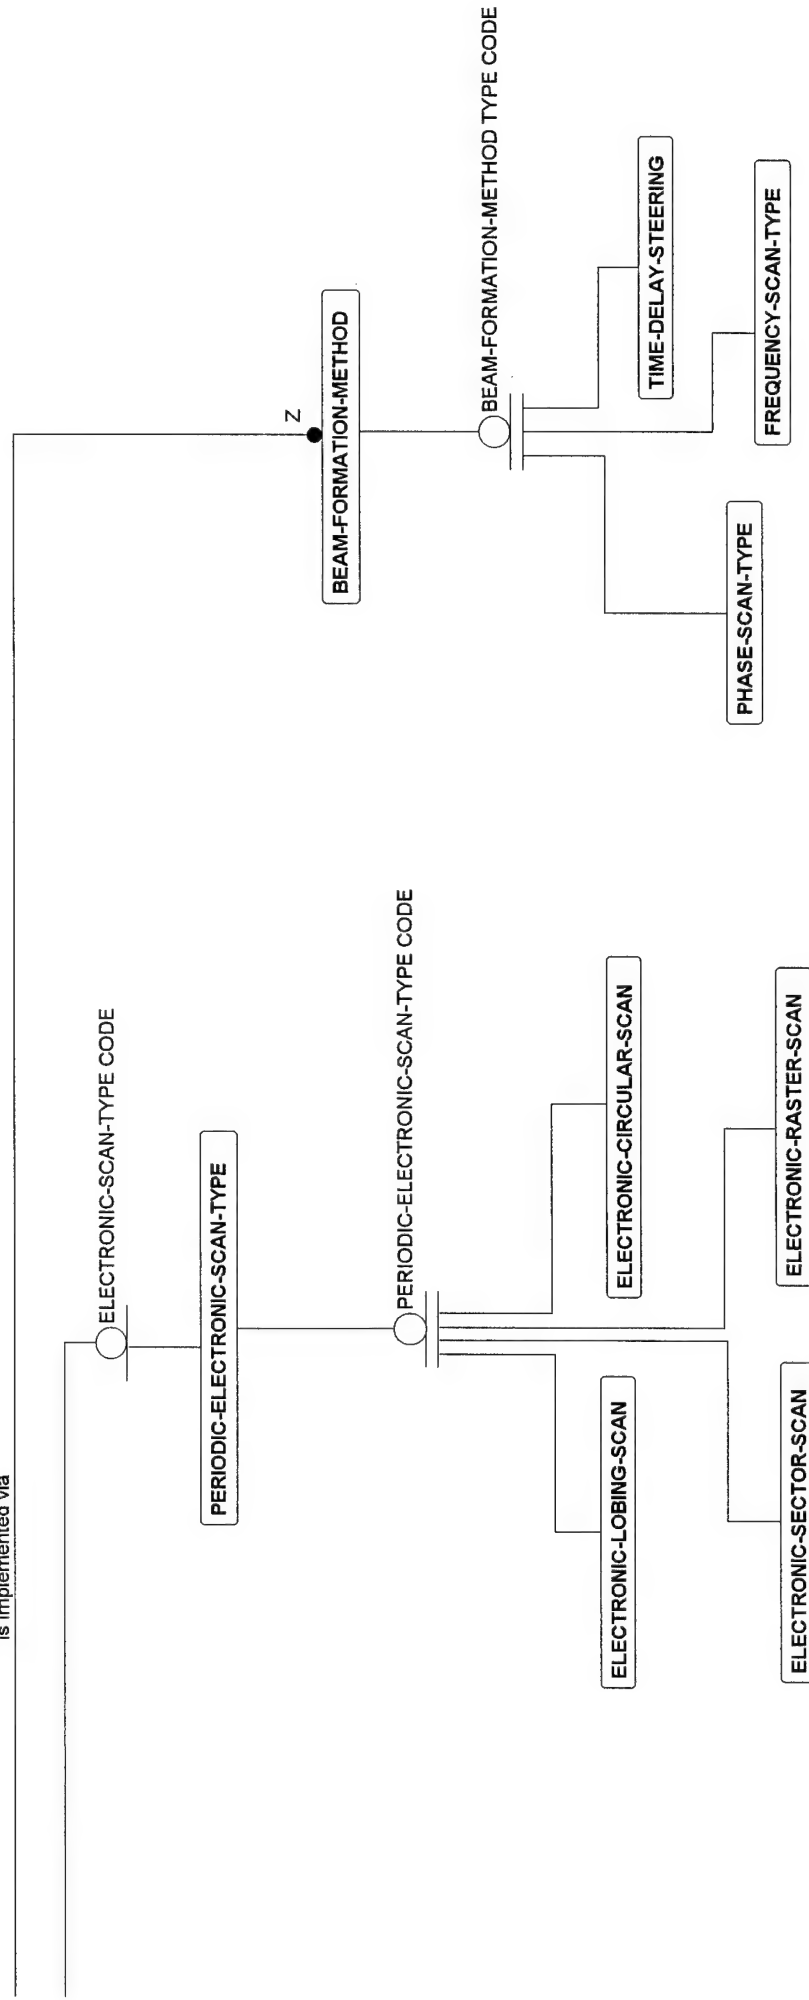 is implemented via
ELECTRONIC-SCAN-TYPE CODE
PERIODIC-ELECTRONIC-SCAN-TYPE
PERIODIC-ELECTRONIC-SCAN-TYPE CODE
ELECTRONIC-LOBING-SCAN
ELECTRONIC-CIRCULAR-SCAN
ELECTRONIC-SECTOR-SCAN
ELECTRONIC-RASTER-SCAN
Z
BEAM-FORMATION-METHOD
BEAM-FORMATION-METHOD TYPE CODE
TIME-DELAY-STEERING
PHASE-SCAN-TYPE
FREQUENCY-SCAN-TYPE